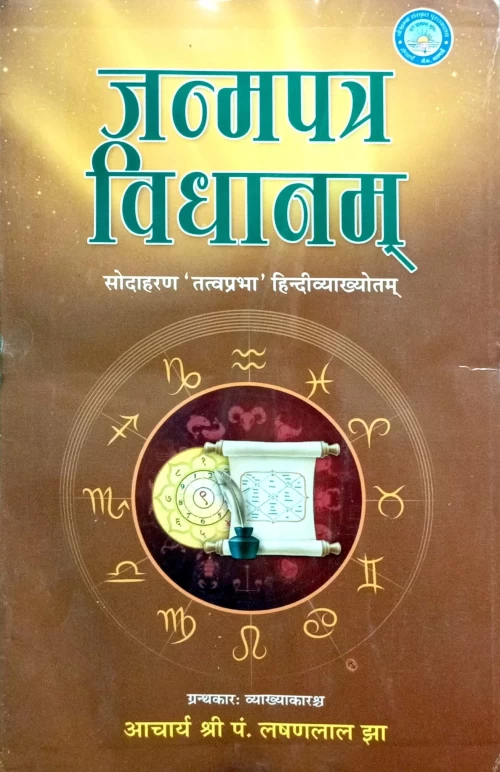 जन्मपत्र
विधानम्
सोदाहरण 'तत्वप्रभा' हिन्दीव्याख्योतम्
ग्रन्थकारः व्याख्याकारश्च
आचार्य श्री पं. लषणलाल झा